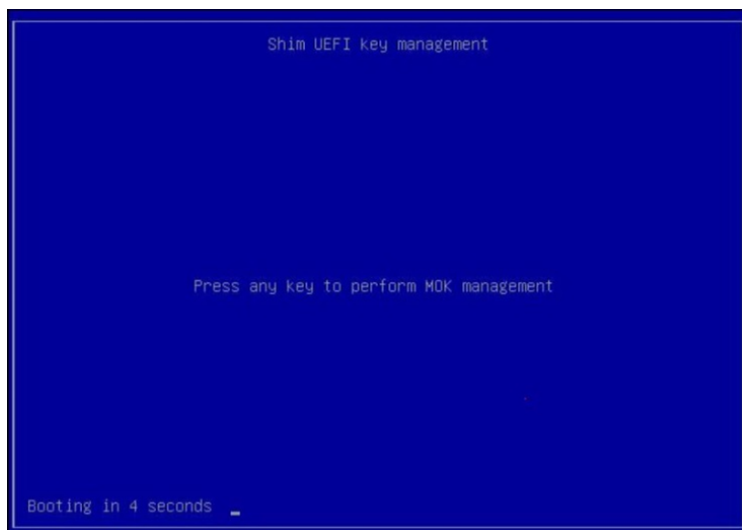 Shim UEFI key management
Press any key to perform MOK management
Booting in 4 seconds _